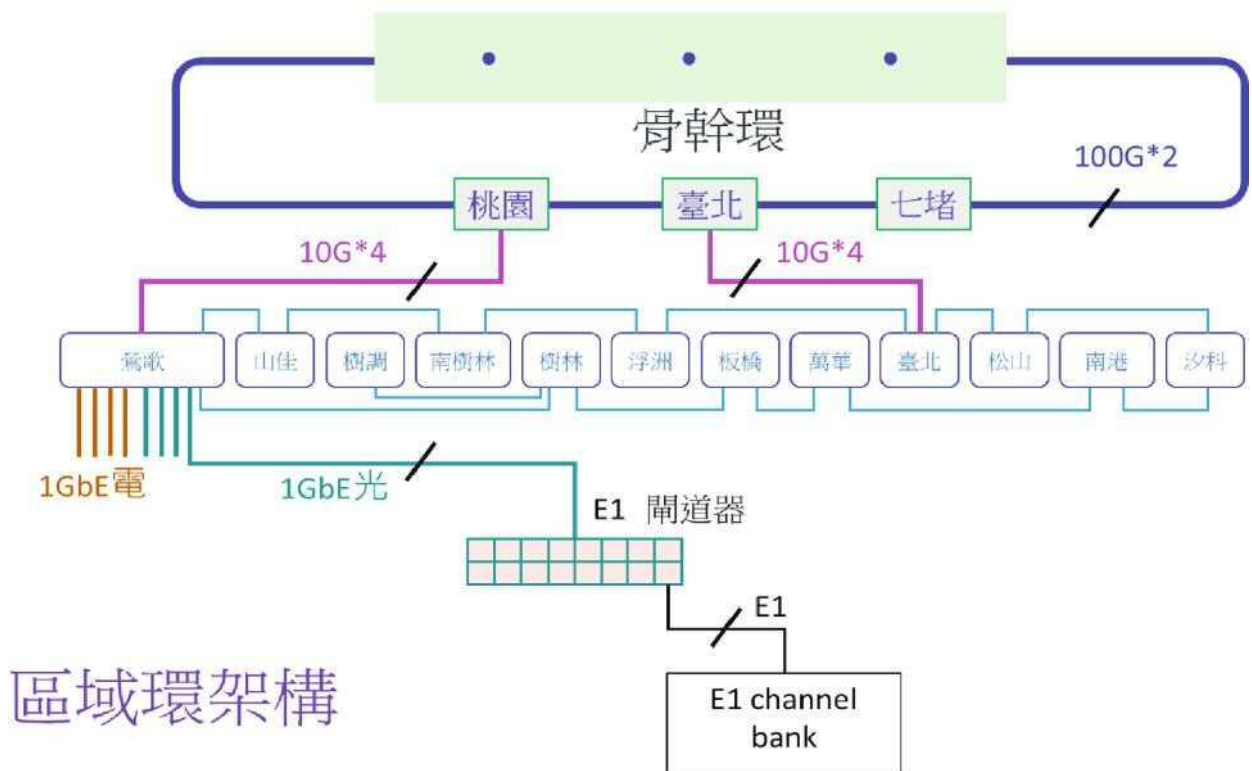 骨幹環
100G*2
桃園
臺北
七堵
10G*4
10G*4
鶯歌
山佳
樹調
南樹林
樹林
浮洲
板橋
萬華
臺北
松山
南港
汐科
1GbE電
1GbE光
E1 閘道器
E1
E1 channel
bank
區域環架構